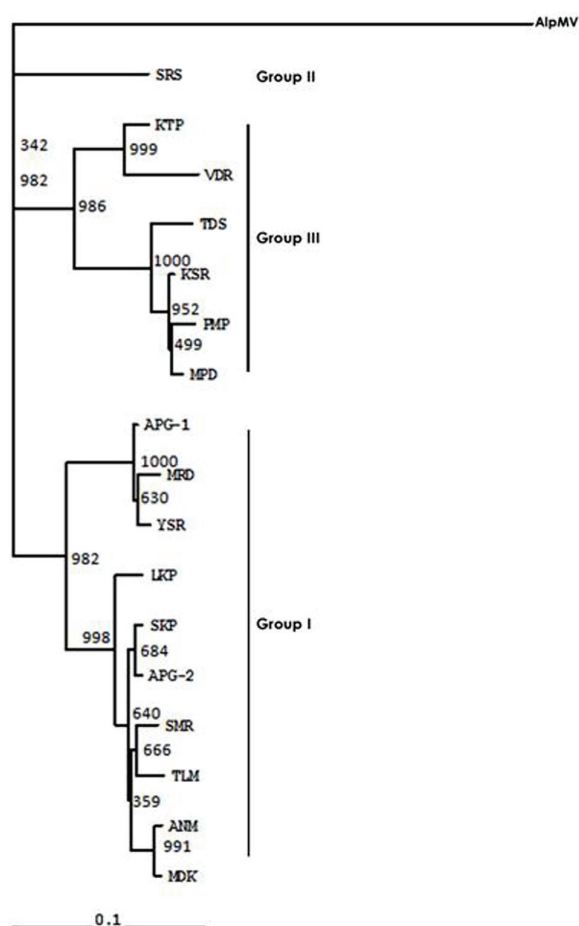 AlpMV
SRS Group II
KTP
342
999
VDR
982
986
TDS
Group III
1000
KSR
952
PMP
499
MPD
APG-1
1000
MRD
630
YSR
982
LKP
SKP
Group I
998
684
APG-2
640
SMR
666
TLM
359
ANM
991
MDK
0.1